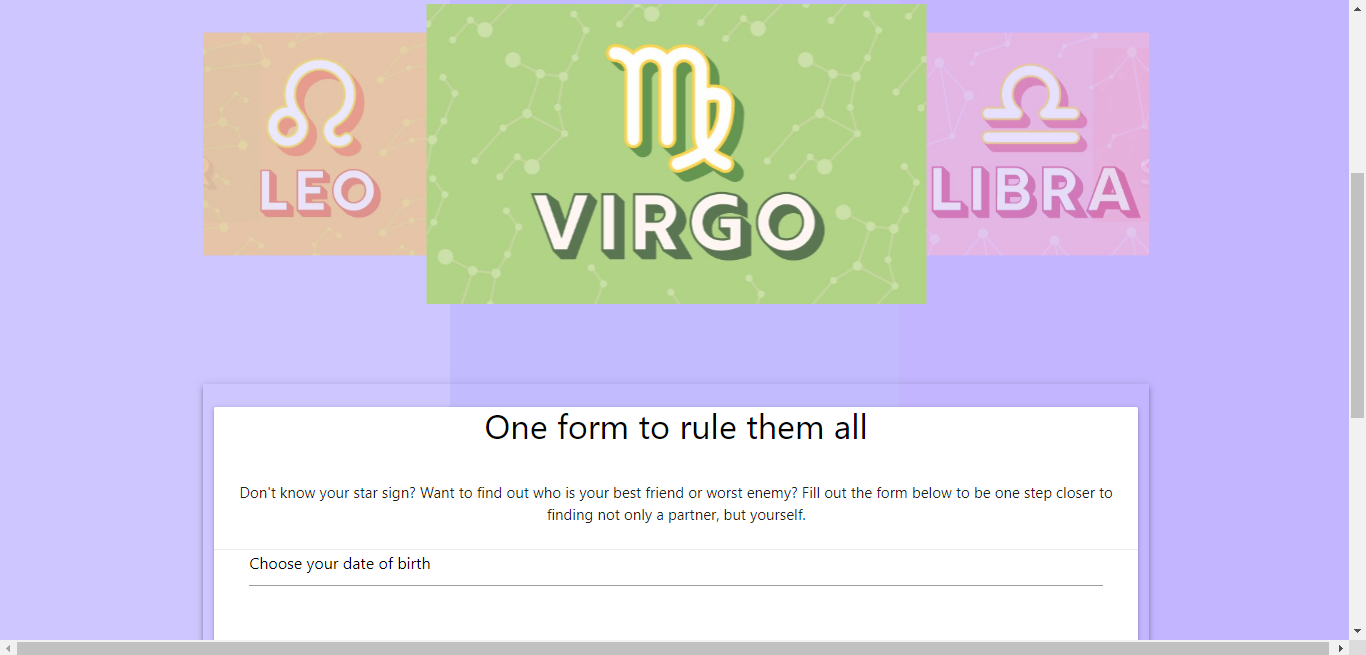 LEO
VIRGO
LIBRA
One form to rule them all
Don't know your star sign? Want to find out who is your best friend or worst enemy? Fill out the form below to be one step closer to
finding not only a partner, but yourself.
Choose your date of birth